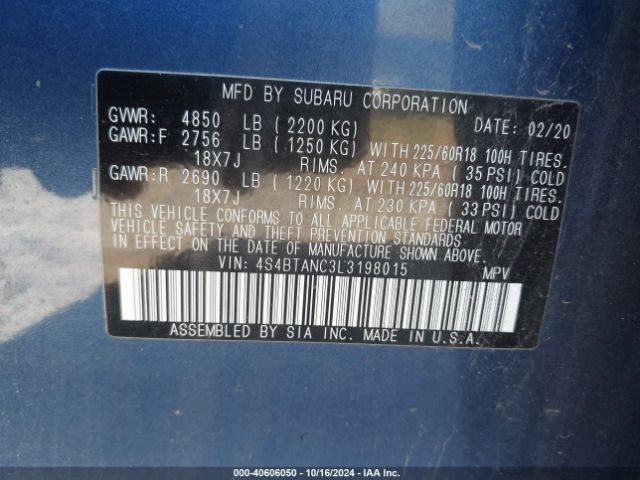 MFD BY SUBARU CORPORATION
GVWR: 4850 LB ( 2200 KG) DATE: 02/20
GAWR:F 2756 LB ( 1250 KG) WITH 225/60R18 100H TIRES.
18X7J RIMS. AT 240 KPA ( 35 PSI) COLD
GAWR:R 2690 LB ( 1220 KG) WITH 225/60R18 100H TIRES.
18X7J RIMS. AT 230 KPA ( 33 PSI) COLD
THIS VEHICLE CONFORMS TO ALL APPLICABLE FEDERAL MOTOR
VEHICLE SAFETY AND THEFT PREVENTION STANDARDS
IN EFFECT ON THE DATE OF MANUFACTURE SHOWN ABOVE.
VIN: 4S4BTANC3L3198015 MPV
ASSEMBLED BY SIA INC. MADE IN U.S.A.
00-40606050 • 10/16/2024 • IAA Inc.